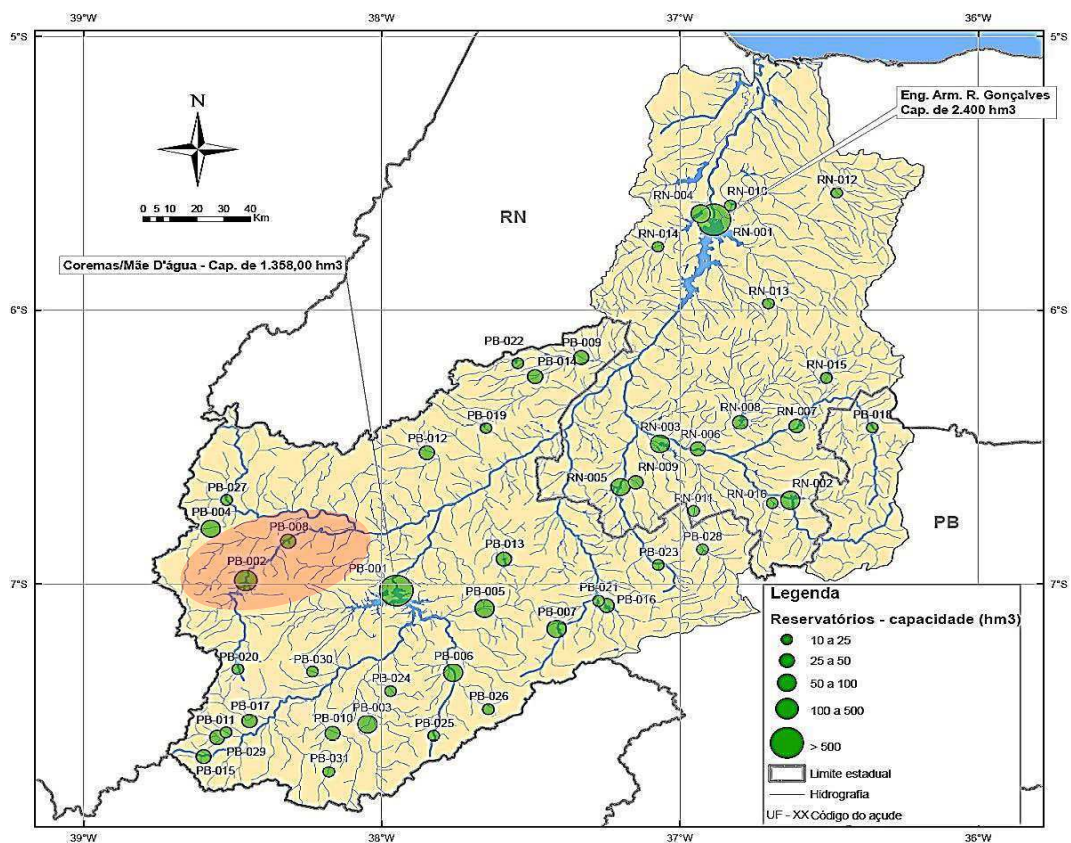 39°W 38°W 37°W 36°W
5°S 5°S
Eng. Arm. R. Gonçalves
Cap. de 2.400 hm3
N
0 5 10 20 30 40
Km
RN
RN-004
RN-010
RN-012
RN-001
RN-014
Coremas/Mãe D'água - Cap. de 1.358,00 hm3
RN-013
6°S 6°S
PB-022
PB-009
PB-014
RN-015
PB-019
RN-008
RN-007
PB-018
RN-003
RN-006
PB-012
RN-005
RN-009
RN-002
RN-016
RN-011
PB-027
PB-004
PB
PB-008
PB-028
PB-013
PB-023
PB-002
PB-001
7°S 7°S
PB-005
PB-021
PB-016
PB-007
PB-020
PB-030
PB-006
PB-024
PB-026
PB-017
PB-003
PB-011
PB-010
PB-025
PB-029
PB-015
PB-031
Legenda
Reservatórios - capacidade (hm3)
10 a 25
25 a 50
50 a 100
100 a 500
> 500
Limite estadual
Hidrografia
UF - XX Código do açude
39°W 38°W 37°W 36°W